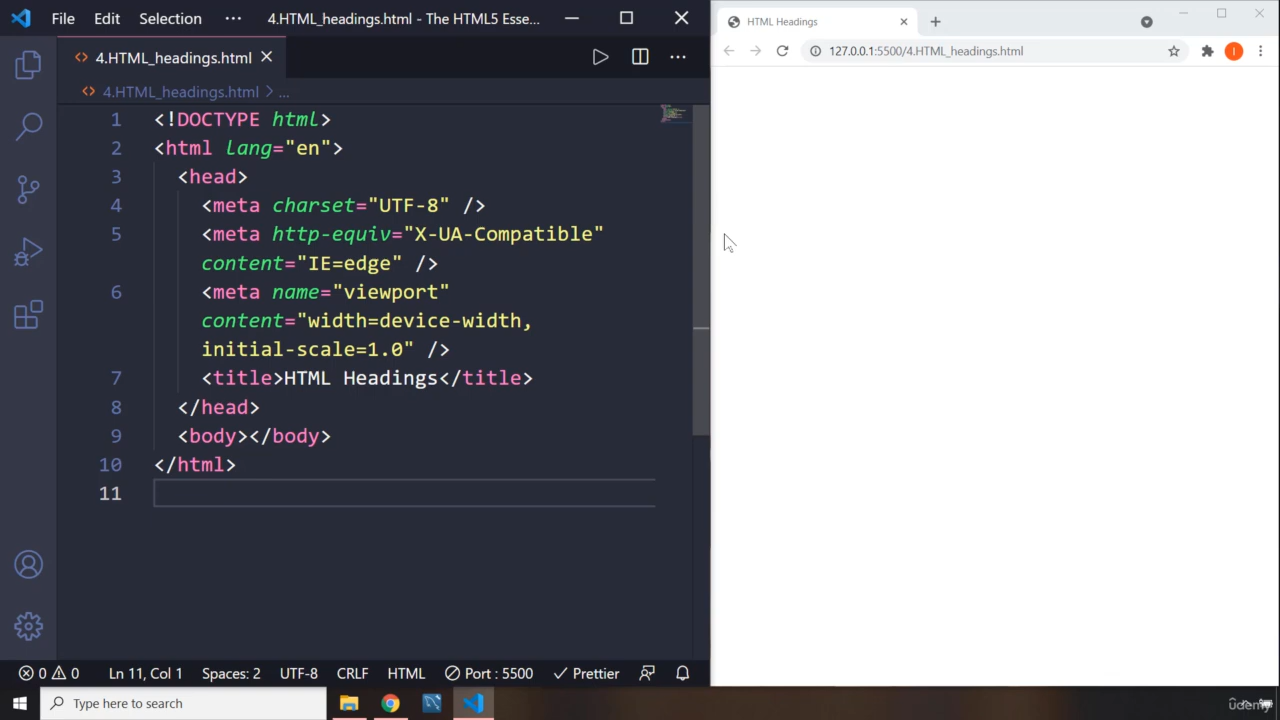 File Edit Selection ··· 4.HTML_headings.html - The HTML5 Esse...
4.HTML_headings.html
4.HTML_headings.html > ...
1 <!DOCTYPE html>
2 <html lang="en">
3 <head>
4 <meta charset="UTF-8" />
5 <meta http-equiv="X-UA-Compatible"
content="IE=edge" />
6 <meta name="viewport"
content="width=device-width,
initial-scale=1.0" />
7 <title>HTML Headings</title>
8 </head>
9 <body></body>
10 </html>
11
0 0 Ln 11, Col 1 Spaces: 2 UTF-8 CRLF HTML Port : 5500 Prettier
HTML Headings
127.0.0.1:5500/4.HTML_headings.html
I
Type here to search
udemy